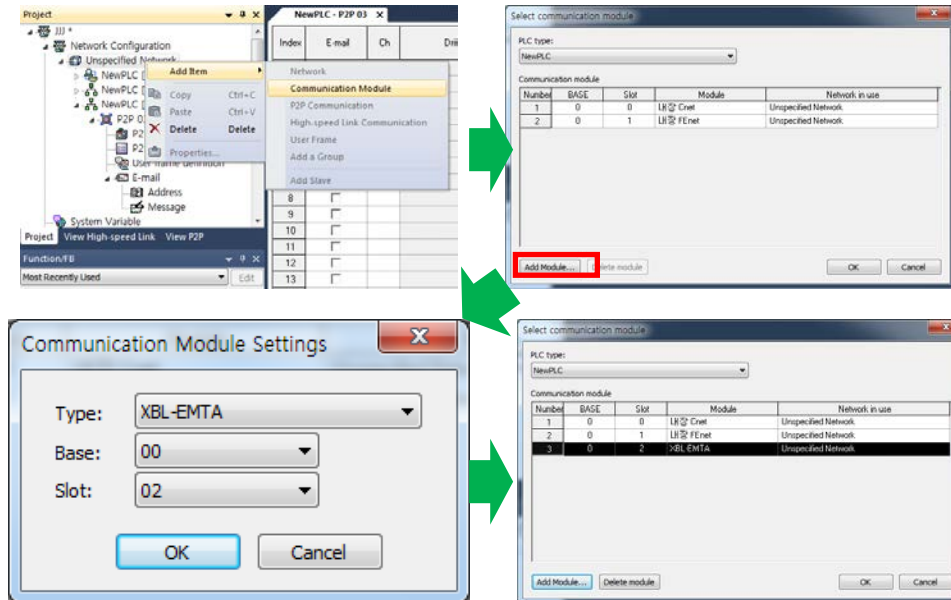 Project
JJJ *
Network Configuration
Unspecified Network
NewPLC [
NewPLC [
NewPLC [
P2P 0
P2
P2
User frame definition
E-mail
Address
Message
System Variable
Project View High-speed Link View P2P
Function/FB
Most Recently Used Edit
Add Item
Copy Ctrl+C
Paste Ctrl+V
Delete Delete
Properties...
Network
Communication Module
P2P Communication
High-speed Link Communication
User Frame
Add a Group
Add Slave
NewPLC - P2P 03
Index E-mail Ch
8
9
10
11
12
13
Select communication module
PLC type:
NewPLC
Communication module
Number BASE Slot Module Network in use
1 0 0 내장 Cnet Unspecified Network
2 0 1 내장 FEnet Unspecified Network
Add Module... Delete module OK Cancel
Communication Module Settings
Type: XBL-EMTA
Base: 00
Slot: 02
OK Cancel
Select communication module
PLC type:
NewPLC
Communication module
Number BASE Slot Module Network in use
1 0 0 내장 Cnet Unspecified Network
2 0 1 내장 FEnet Unspecified Network
3 0 2 XBL-EMTA Unspecified Network
Add Module... Delete module OK Cancel